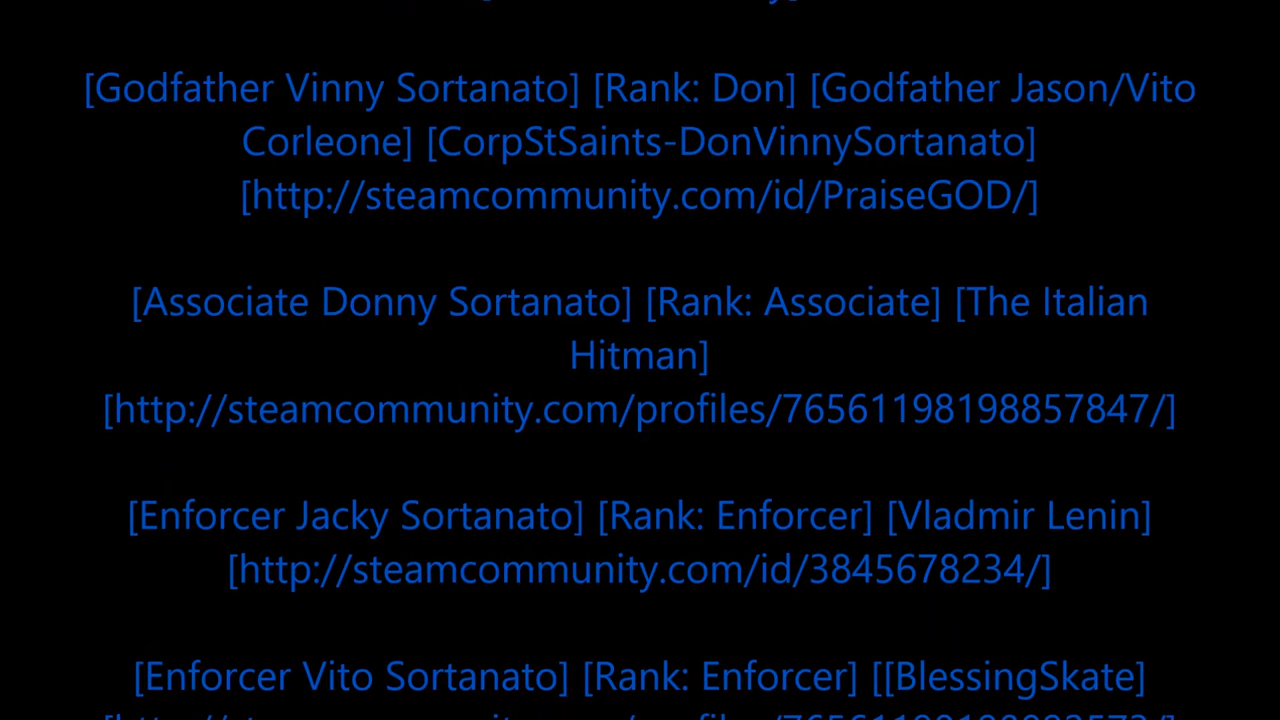 [Godfather Vinny Sortanato] [Rank: Don] [Godfather Jason/Vito
Corleone] [CorpStSaints-DonVinnySortanato]
[http://steamcommunity.com/id/PraiseGOD/]
[Associate Donny Sortanato] [Rank: Associate] [The Italian
Hitman]
[http://steamcommunity.com/profiles/76561198198857847/]
[Enforcer Jacky Sortanato] [Rank: Enforcer] [Vladmir Lenin]
[http://steamcommunity.com/id/3845678234/]
[Enforcer Vito Sortanato] [Rank: Enforcer] [[BlessingSkate]